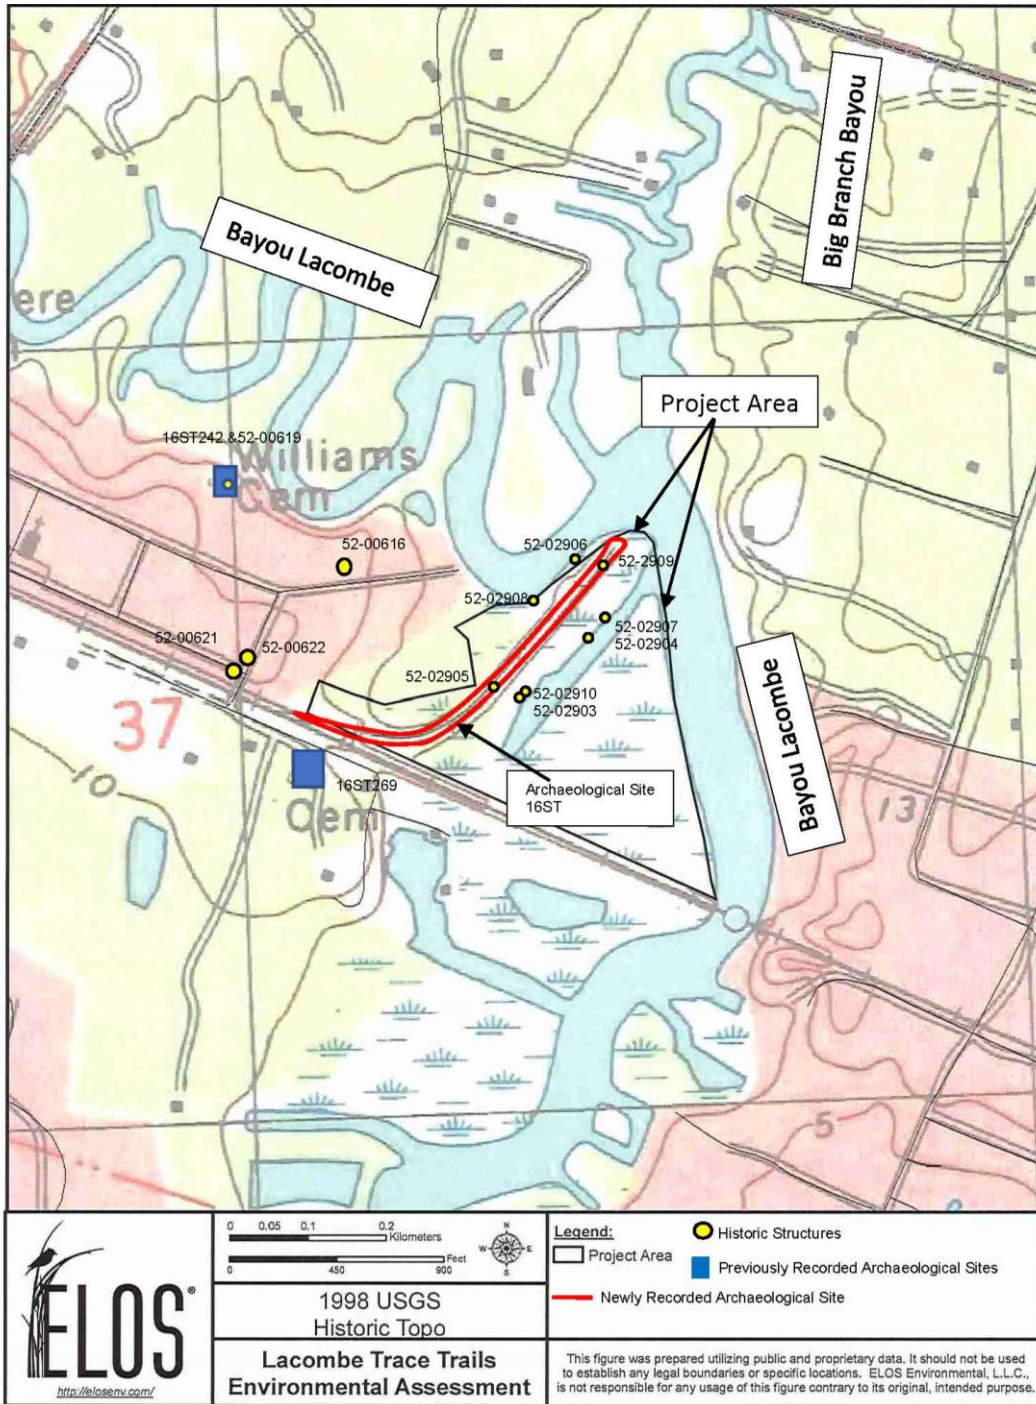 Bayou Lacombe
Big Branch Bayou
ere
Project Area
16ST242 &52-00619
Williams
Cem
52-00616
52-02906
52-2909
52-02908
52-02907
52-02904
52-00621
52-00622
52-02905
52-02910
52-02903
37
Bayou Lacombe
10
16ST269
Cem
Archaeological Site
16ST
13
5
ELOS®
http://elosenv.com/
0 0.05 0.1 0.2
Kilometers
Feet
0 450 900
N
W E
S
1998 USGS
Historic Topo
Lacombe Trace Trails
Environmental Assessment
Legend:
Project Area
Historic Structures
Previously Recorded Archaeological Sites
Newly Recorded Archaeological Site
This figure was prepared utilizing public and proprietary data. It should not be used
to establish any legal boundaries or specific locations. ELOS Environmental, L.L.C.,
is not responsible for any usage of this figure contrary to its original, intended purpose.